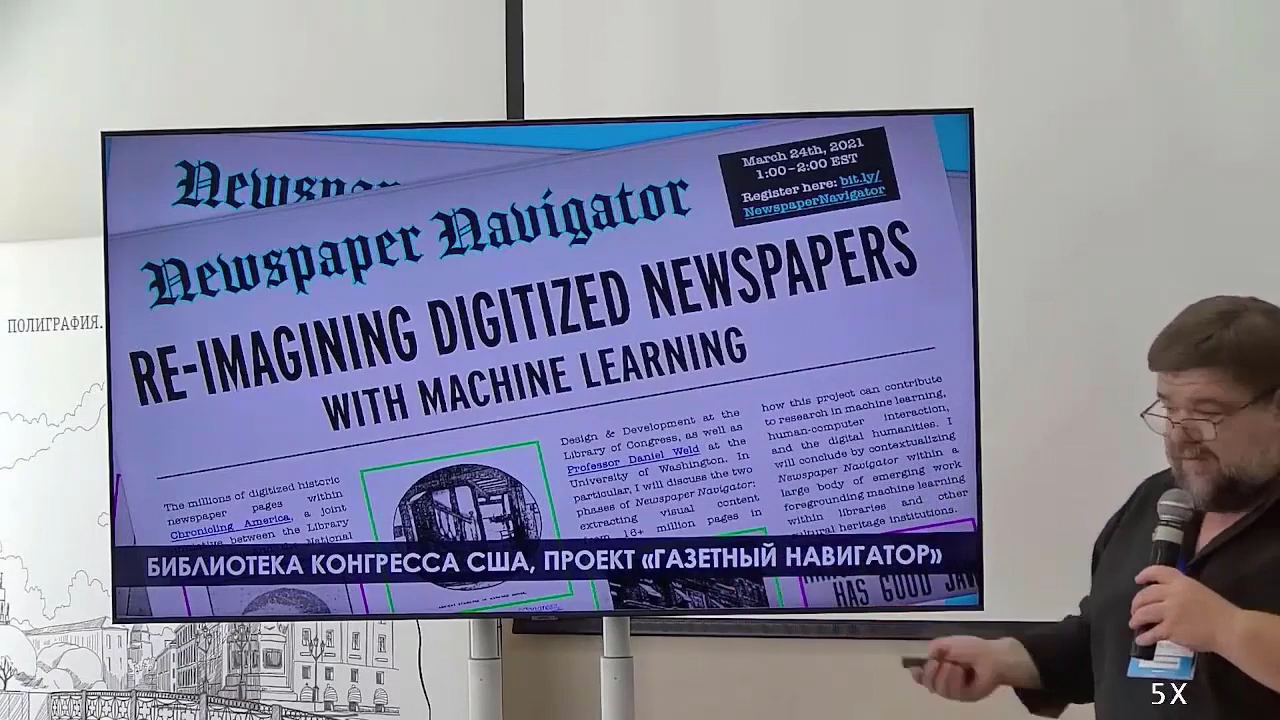 ПОЛИГРАФИЯ.
Newspap
Newspaper Navigator
March 24th, 2021
1:00–2:00 EST
Register here: bit.ly/
NewspaperNavigator
RE-IMAGINING DIGITIZED NEWSPAPERS
WITH MACHINE LEARNING
The millions of digitized historic
newspaper pages within
Chronicling America, a joint
between the Library
National
Design & Development at the
Library of Congress, as well as
Professor Daniel Weld at the
University of Washington. In
particular, I will discuss the two
phases of Newspaper Navigator:
extracting visual content
from 16+ million pages in
how this project can contribute
to research in machine learning,
human-computer interaction,
and the digital humanities. I
will conclude by contextualizing
Newspaper Navigator within a
large body of emerging work
foregrounding machine learning
within libraries and other
cultural heritage institutions.
БИБЛИОТЕКА КОНГРЕССА США, ПРОЕКТ «ГАЗЕТНЫЙ НАВИГАТОР»
HAS GOOD JAW
5X